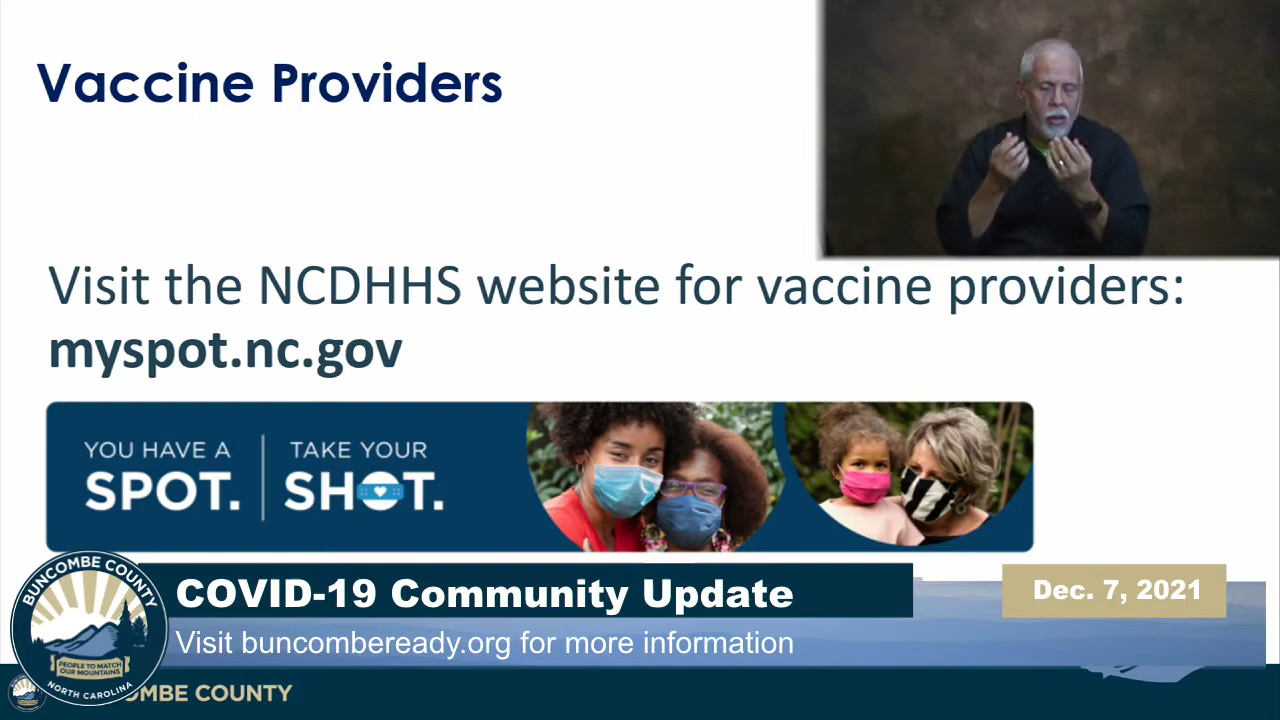 Vaccine Providers
Visit the NCDHHS website for vaccine providers:
myspot.nc.gov
YOU HAVE A
SPOT.
TAKE YOUR
SHOT.
COVID-19 Community Update
Dec. 7, 2021
Visit buncombeready.org for more information
BUNCOMBE COUNTY
PEOPLE TO MATCH
OUR MOUNTAINS
NORTH CAROLINA
OMBE COUNTY